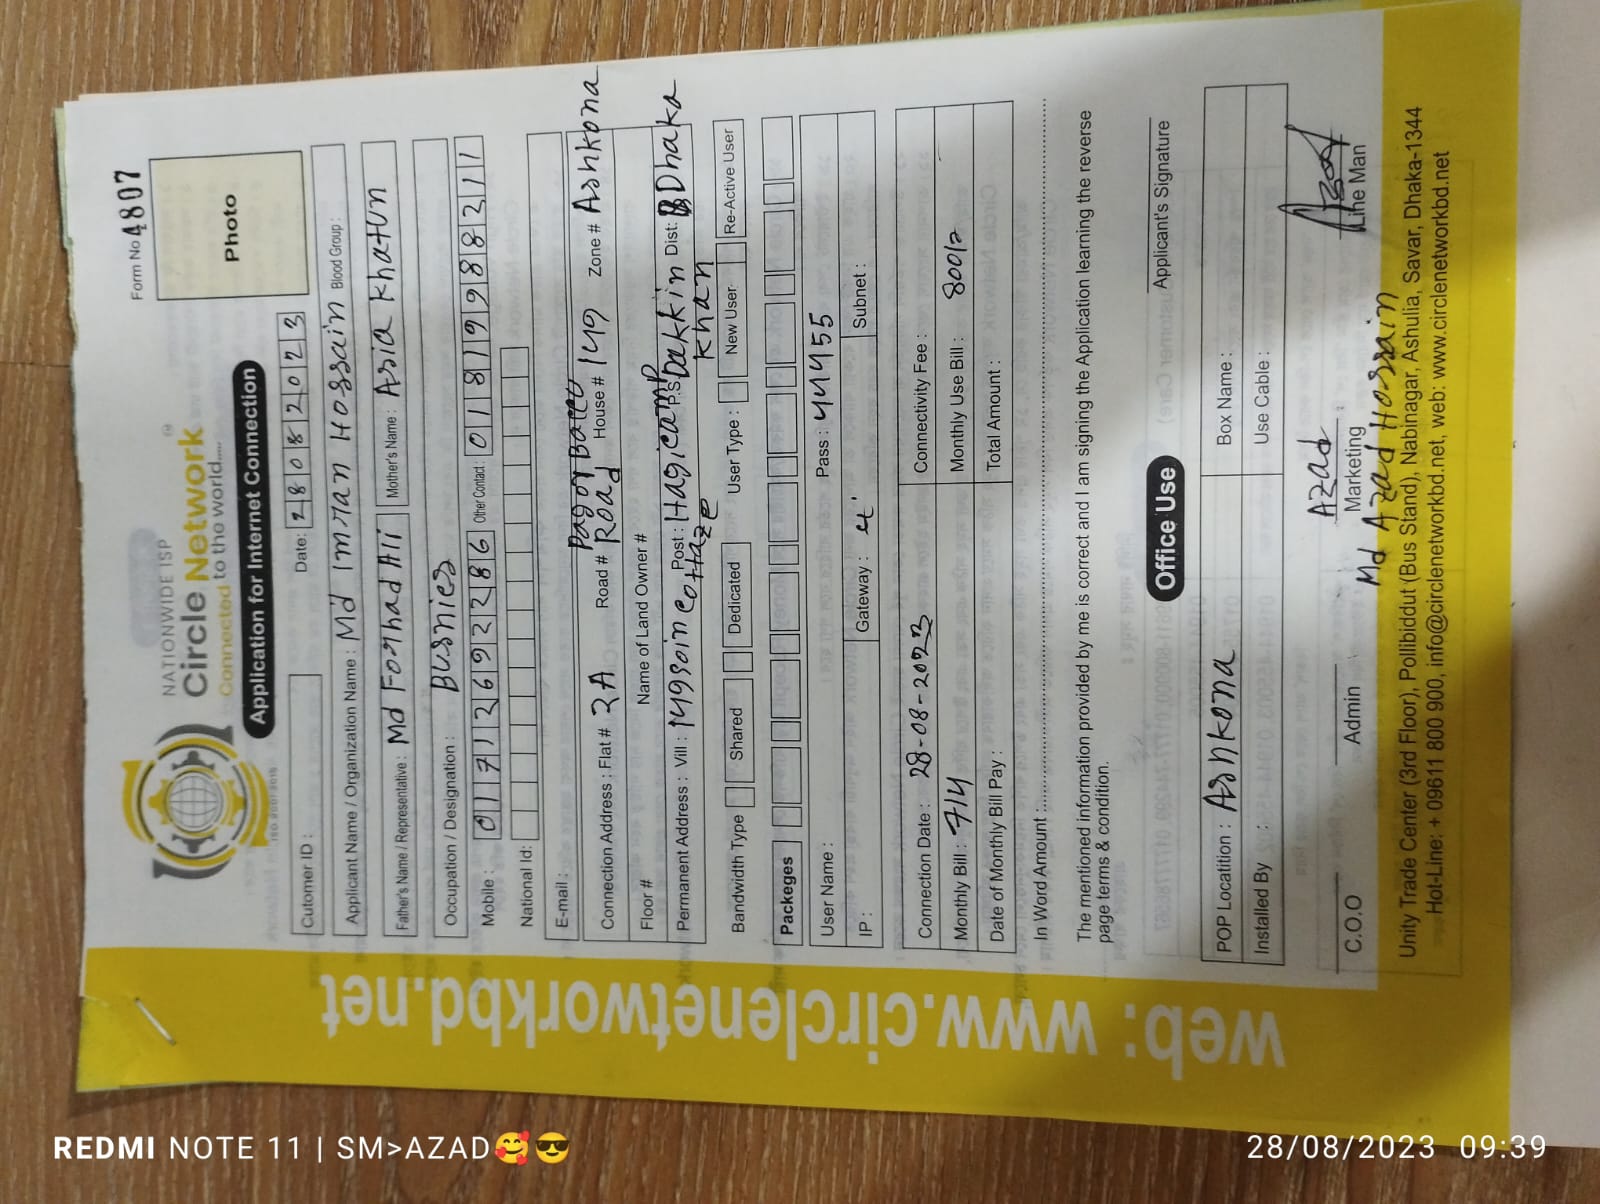 Form No 4807
NATIONWIDE ISP
Circle Network
Connected to the world.....
Photo
Application for Internet Connection
Cutomer ID :
Date: 28082023
Applicant Name / Organization Name : Md Imran Hossain Blood Group :
Father's Name / Representative : Md Forhad Ali Mother's Name : Asia Khatun
Occupation / Designation : Busnies
Mobile : 01712692286 Other Contact : 01819988211
National Id:
E-mail :
Connection Address : Flat # 2A Road # Road House # 149 Zone # Ashkona
Floor # Name of Land Owner #
Permanent Address : Vill : Cottaze Post : Hagicamp P.S: Dakkin Khan Dist: Dhaka
Bandwidth Type Shared Dedicated User Type : New User Re-Active User
Packeges
User Name : Pass : 44455
IP : Gateway : Subnet :
Connection Date : 28-08-2023 Connectivity Fee :
Monthly Bill : 714 Monthly Use Bill : 800/=
Date of Monthly Bill Pay : Total Amount :
In Word Amount :
The mentioned information provided by me is correct and I am signing the Application learning the reverse
page terms & condition.
Applicant's Signature
Office Use
POP Locatition : Asnkona Box Name :
Installed By : Use Cable :
Azad
C.O.O Admin Marketing Line Man
Md Azad Hossain
Unity Trade Center (3rd Floor), Pollibiddut (Bus Stand), Nabinagar, Ashulia, Savar, Dhaka-1344
Hot-Line: + 09611 800 900, info@circlenetworkbd.net, web: www.circlenetworkbd.net
web: www.circlenetworkbd.net
REDMI NOTE 11 | SM>AZAD🥰😎
28/08/2023 09:39